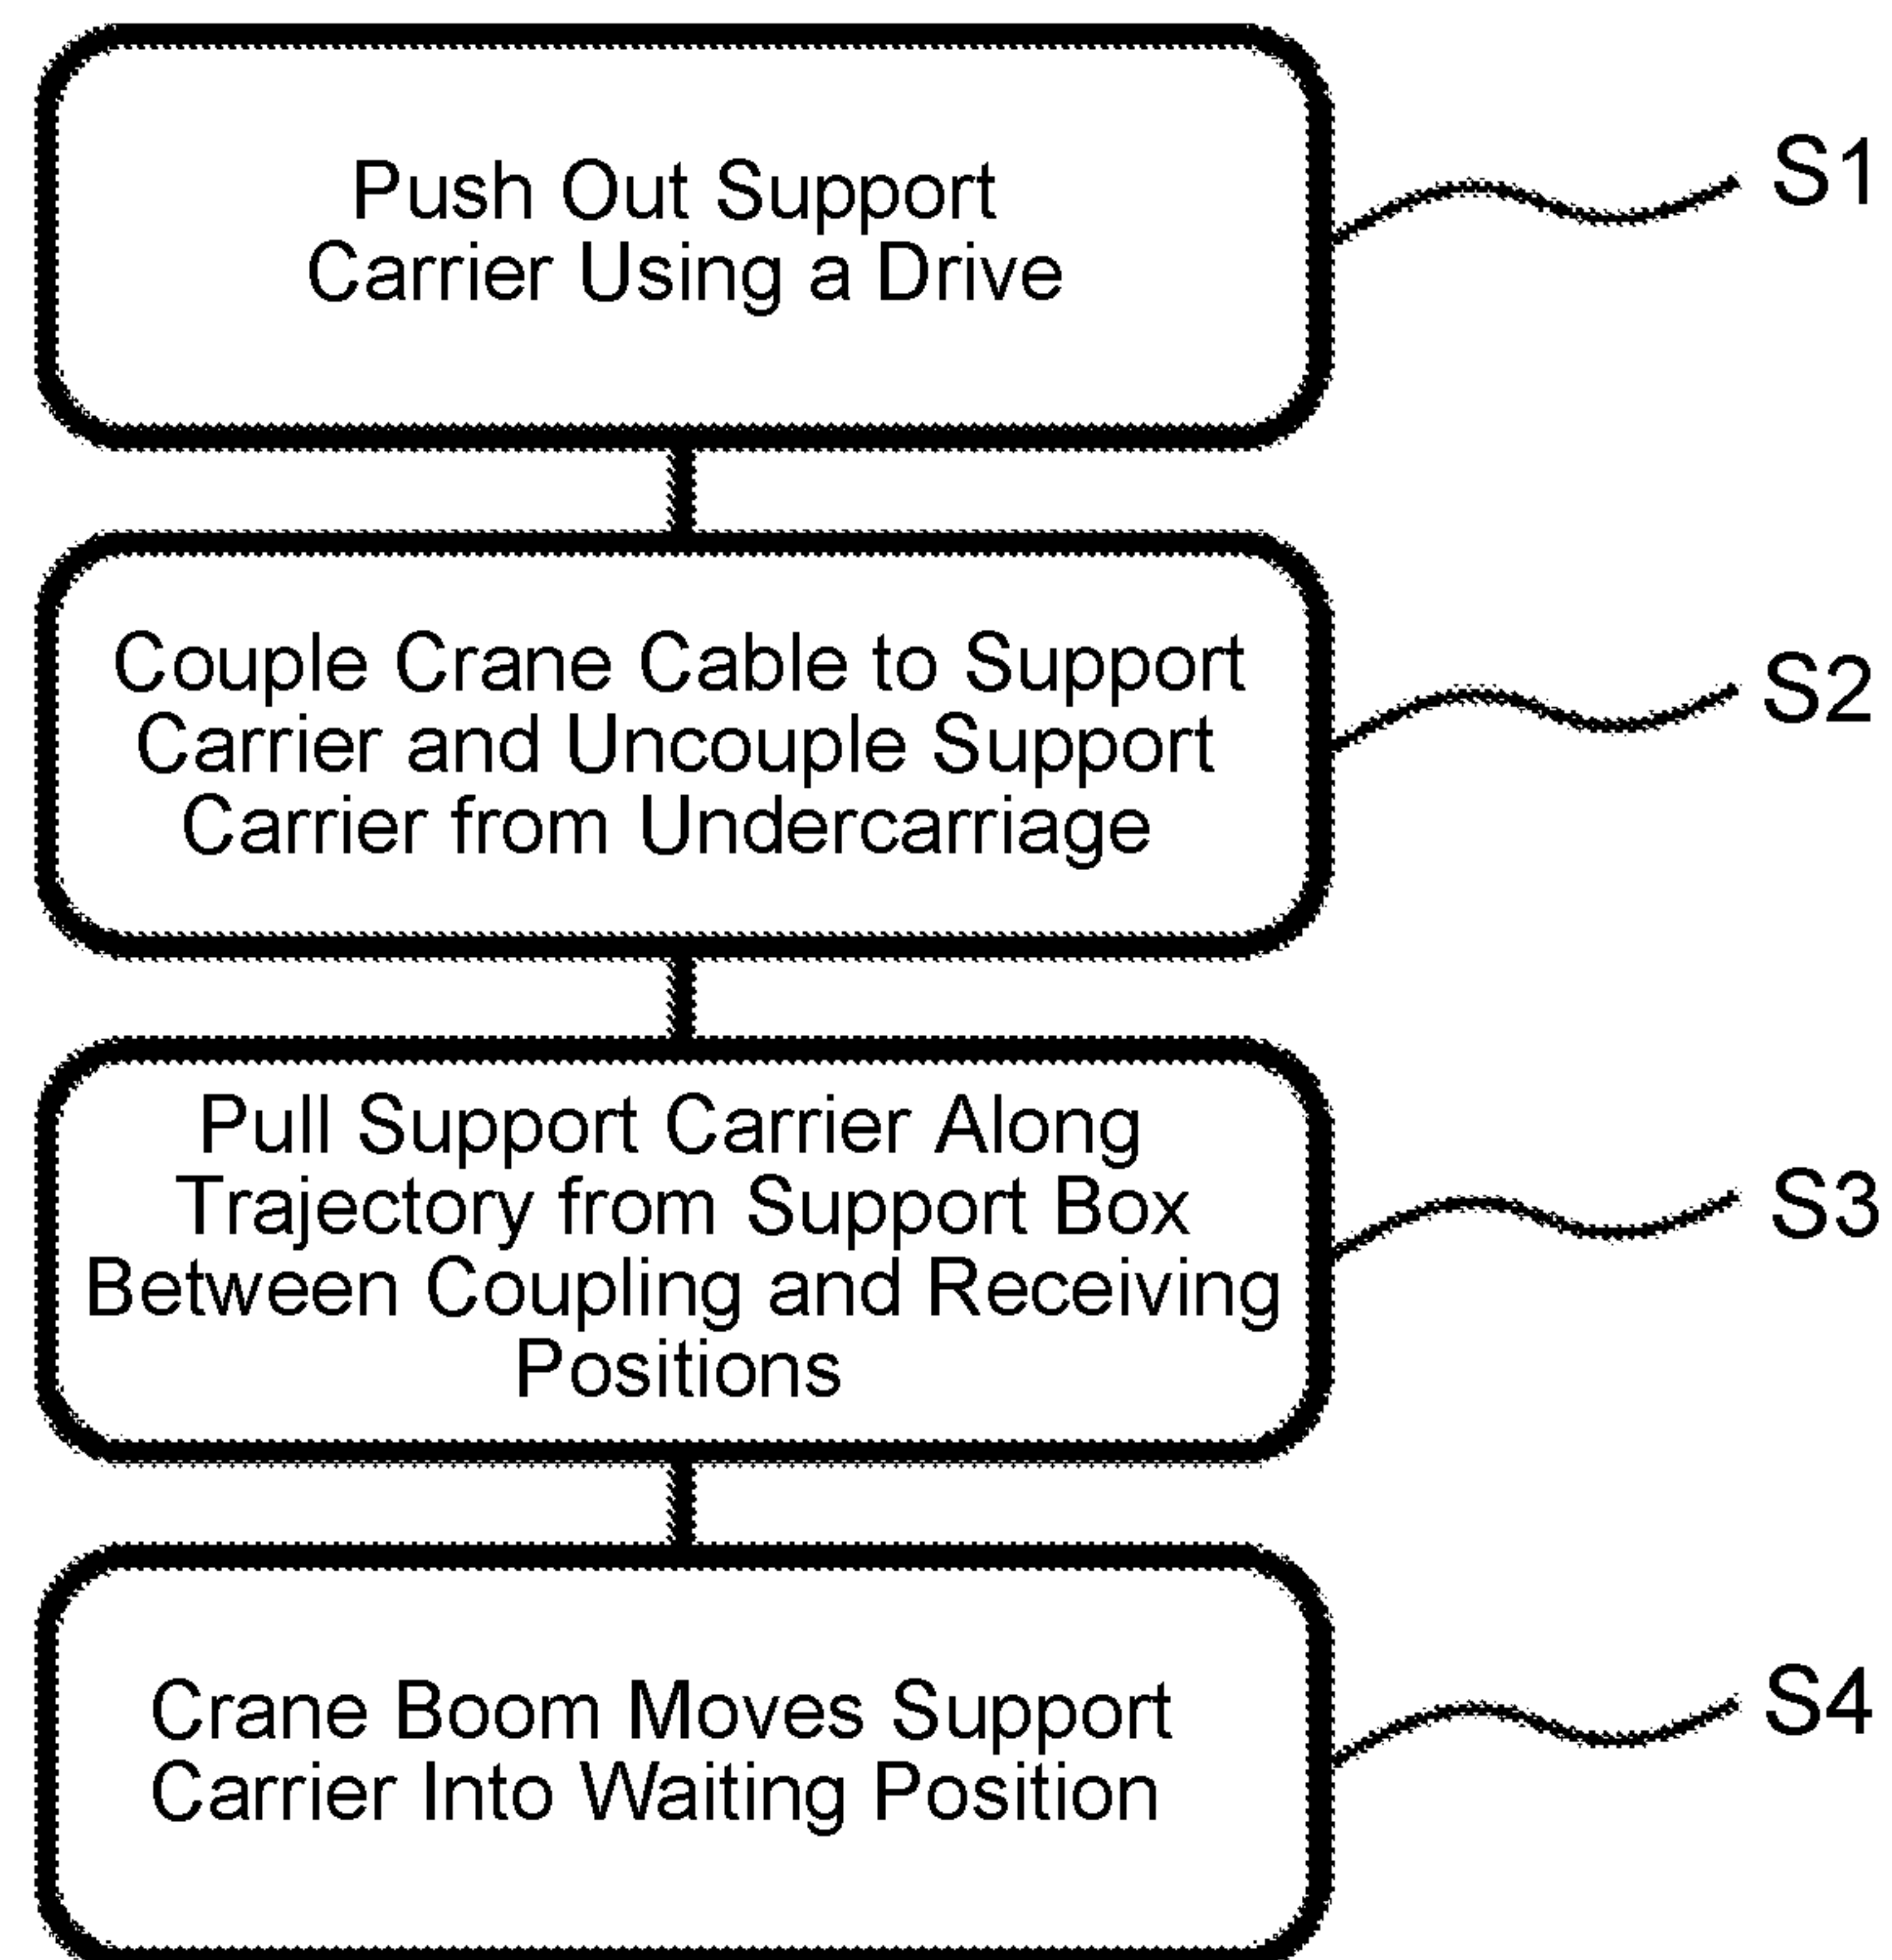 Push Out Support
Carrier Using a Drive
S1
Couple Crane Cable to Support
Carrier and Uncouple Support
Carrier from Undercarriage
S2
Pull Support Carrier Along
Trajectory from Support Box
Between Coupling and Receiving
Positions
S3
Crane Boom Moves Support
Carrier Into Waiting Position
S4